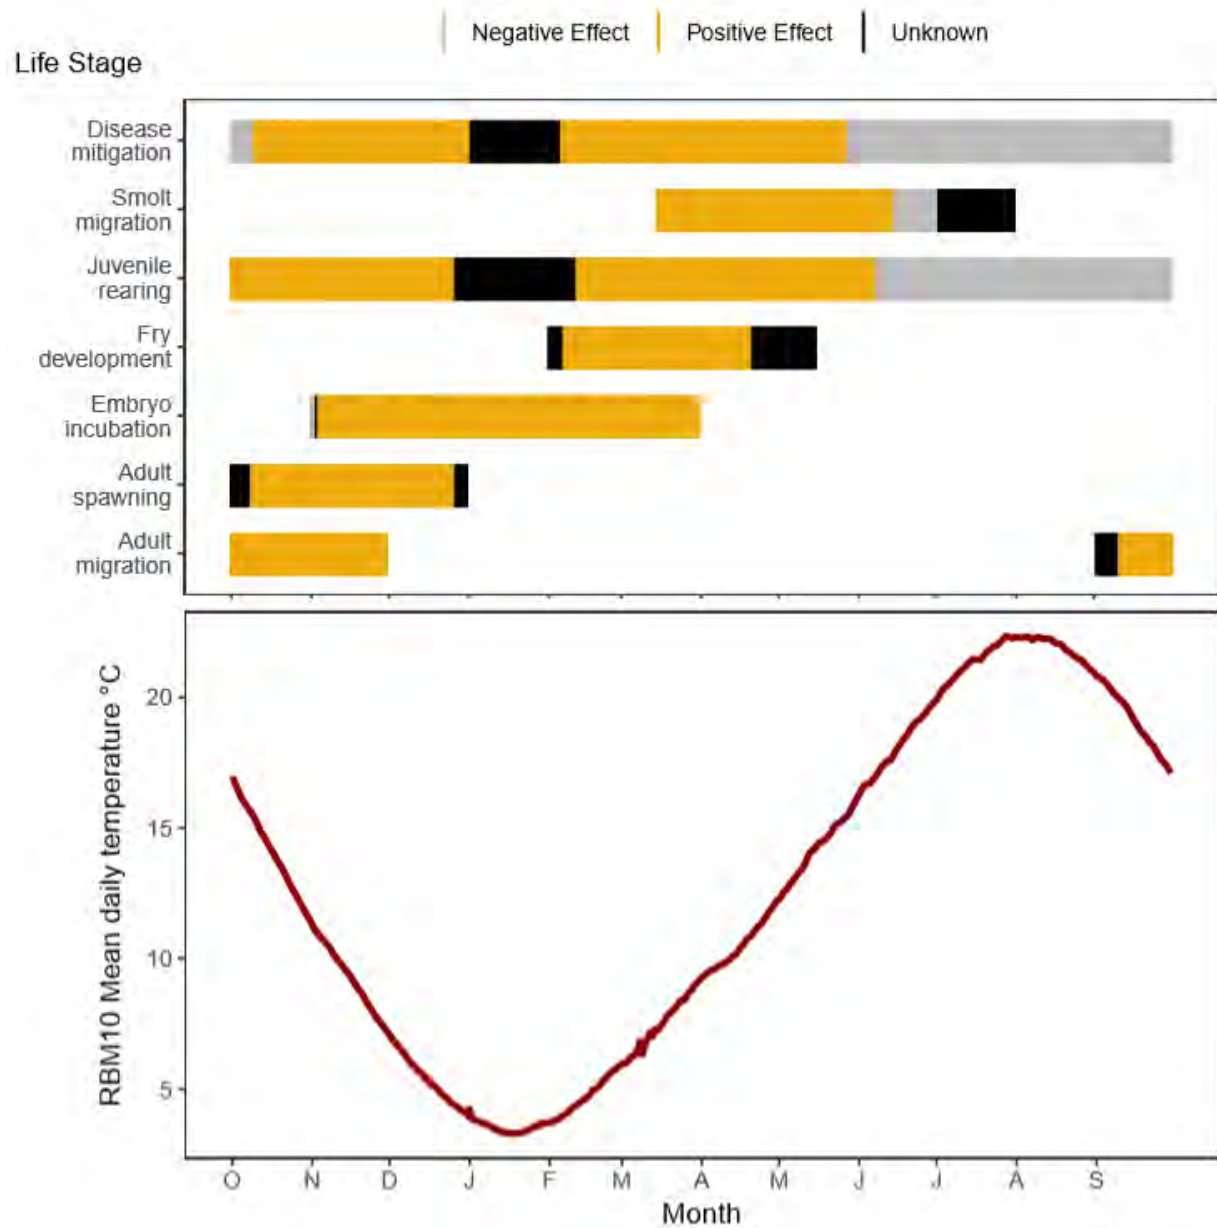 Negative Effect Positive Effect Unknown
Life Stage
Disease
mitigation
Smolt
migration
Juvenile
rearing
Fry
development
Embryo
incubation
Adult
spawning
Adult
migration
RBM10 Mean daily temperature °C
20
15
10
5
O N D J F M A M J J A S
Month